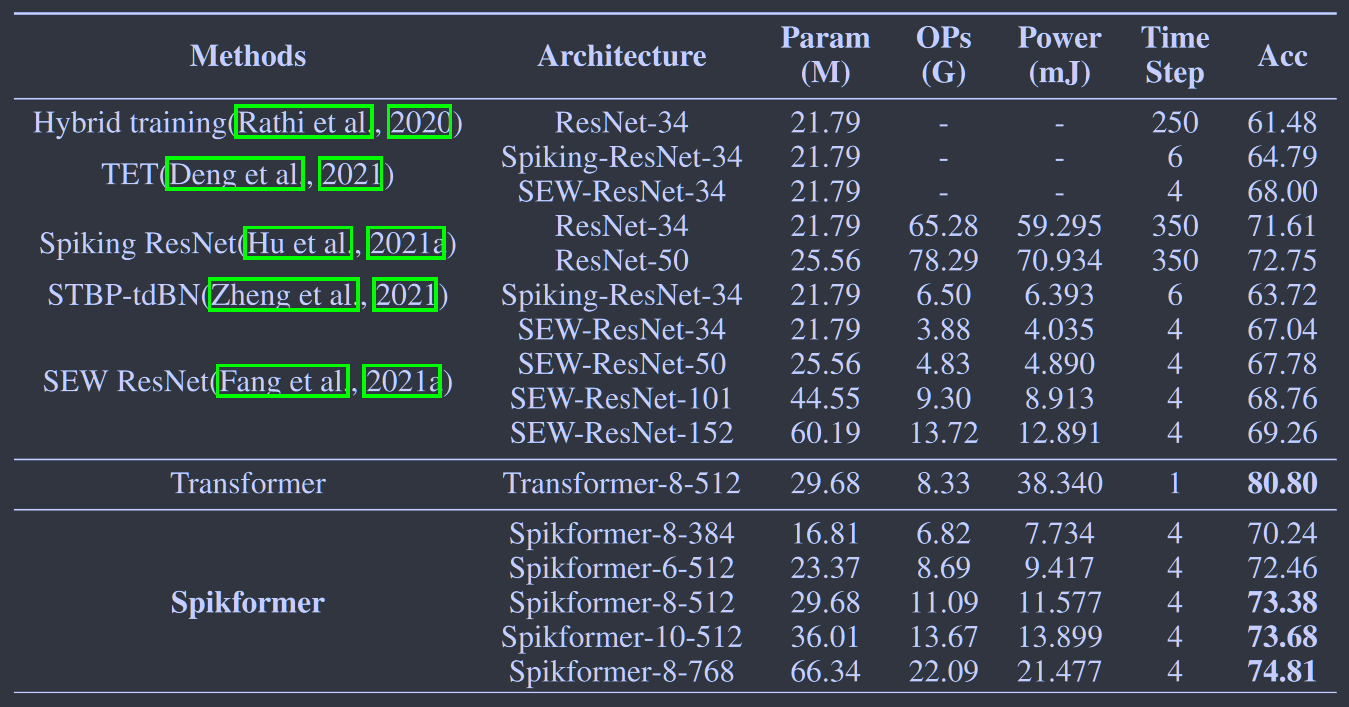 Methods Architecture Param (M) OPs (G) Power (mJ) Time Step Acc
Hybrid training(Rathi et al., 2020) ResNet-34 21.79 - - 250 61.48
TET(Deng et al., 2021) Spiking-ResNet-34 21.79 - - 6 64.79
SEW-ResNet-34 21.79 - - 4 68.00
Spiking ResNet(Hu et al., 2021a) ResNet-34 21.79 65.28 59.295 350 71.61
ResNet-50 25.56 78.29 70.934 350 72.75
STBP-tdBN(Zheng et al., 2021) Spiking-ResNet-34 21.79 6.50 6.393 6 63.72
SEW ResNet(Fang et al., 2021a) SEW-ResNet-34 21.79 3.88 4.035 4 67.04
SEW-ResNet-50 25.56 4.83 4.890 4 67.78
SEW-ResNet-101 44.55 9.30 8.913 4 68.76
SEW-ResNet-152 60.19 13.72 12.891 4 69.26
Transformer Transformer-8-512 29.68 8.33 38.340 1 80.80
Spikformer Spikformer-8-384 16.81 6.82 7.734 4 70.24
Spikformer-6-512 23.37 8.69 9.417 4 72.46
Spikformer-8-512 29.68 11.09 11.577 4 73.38
Spikformer-10-512 36.01 13.67 13.899 4 73.68
Spikformer-8-768 66.34 22.09 21.477 4 74.81